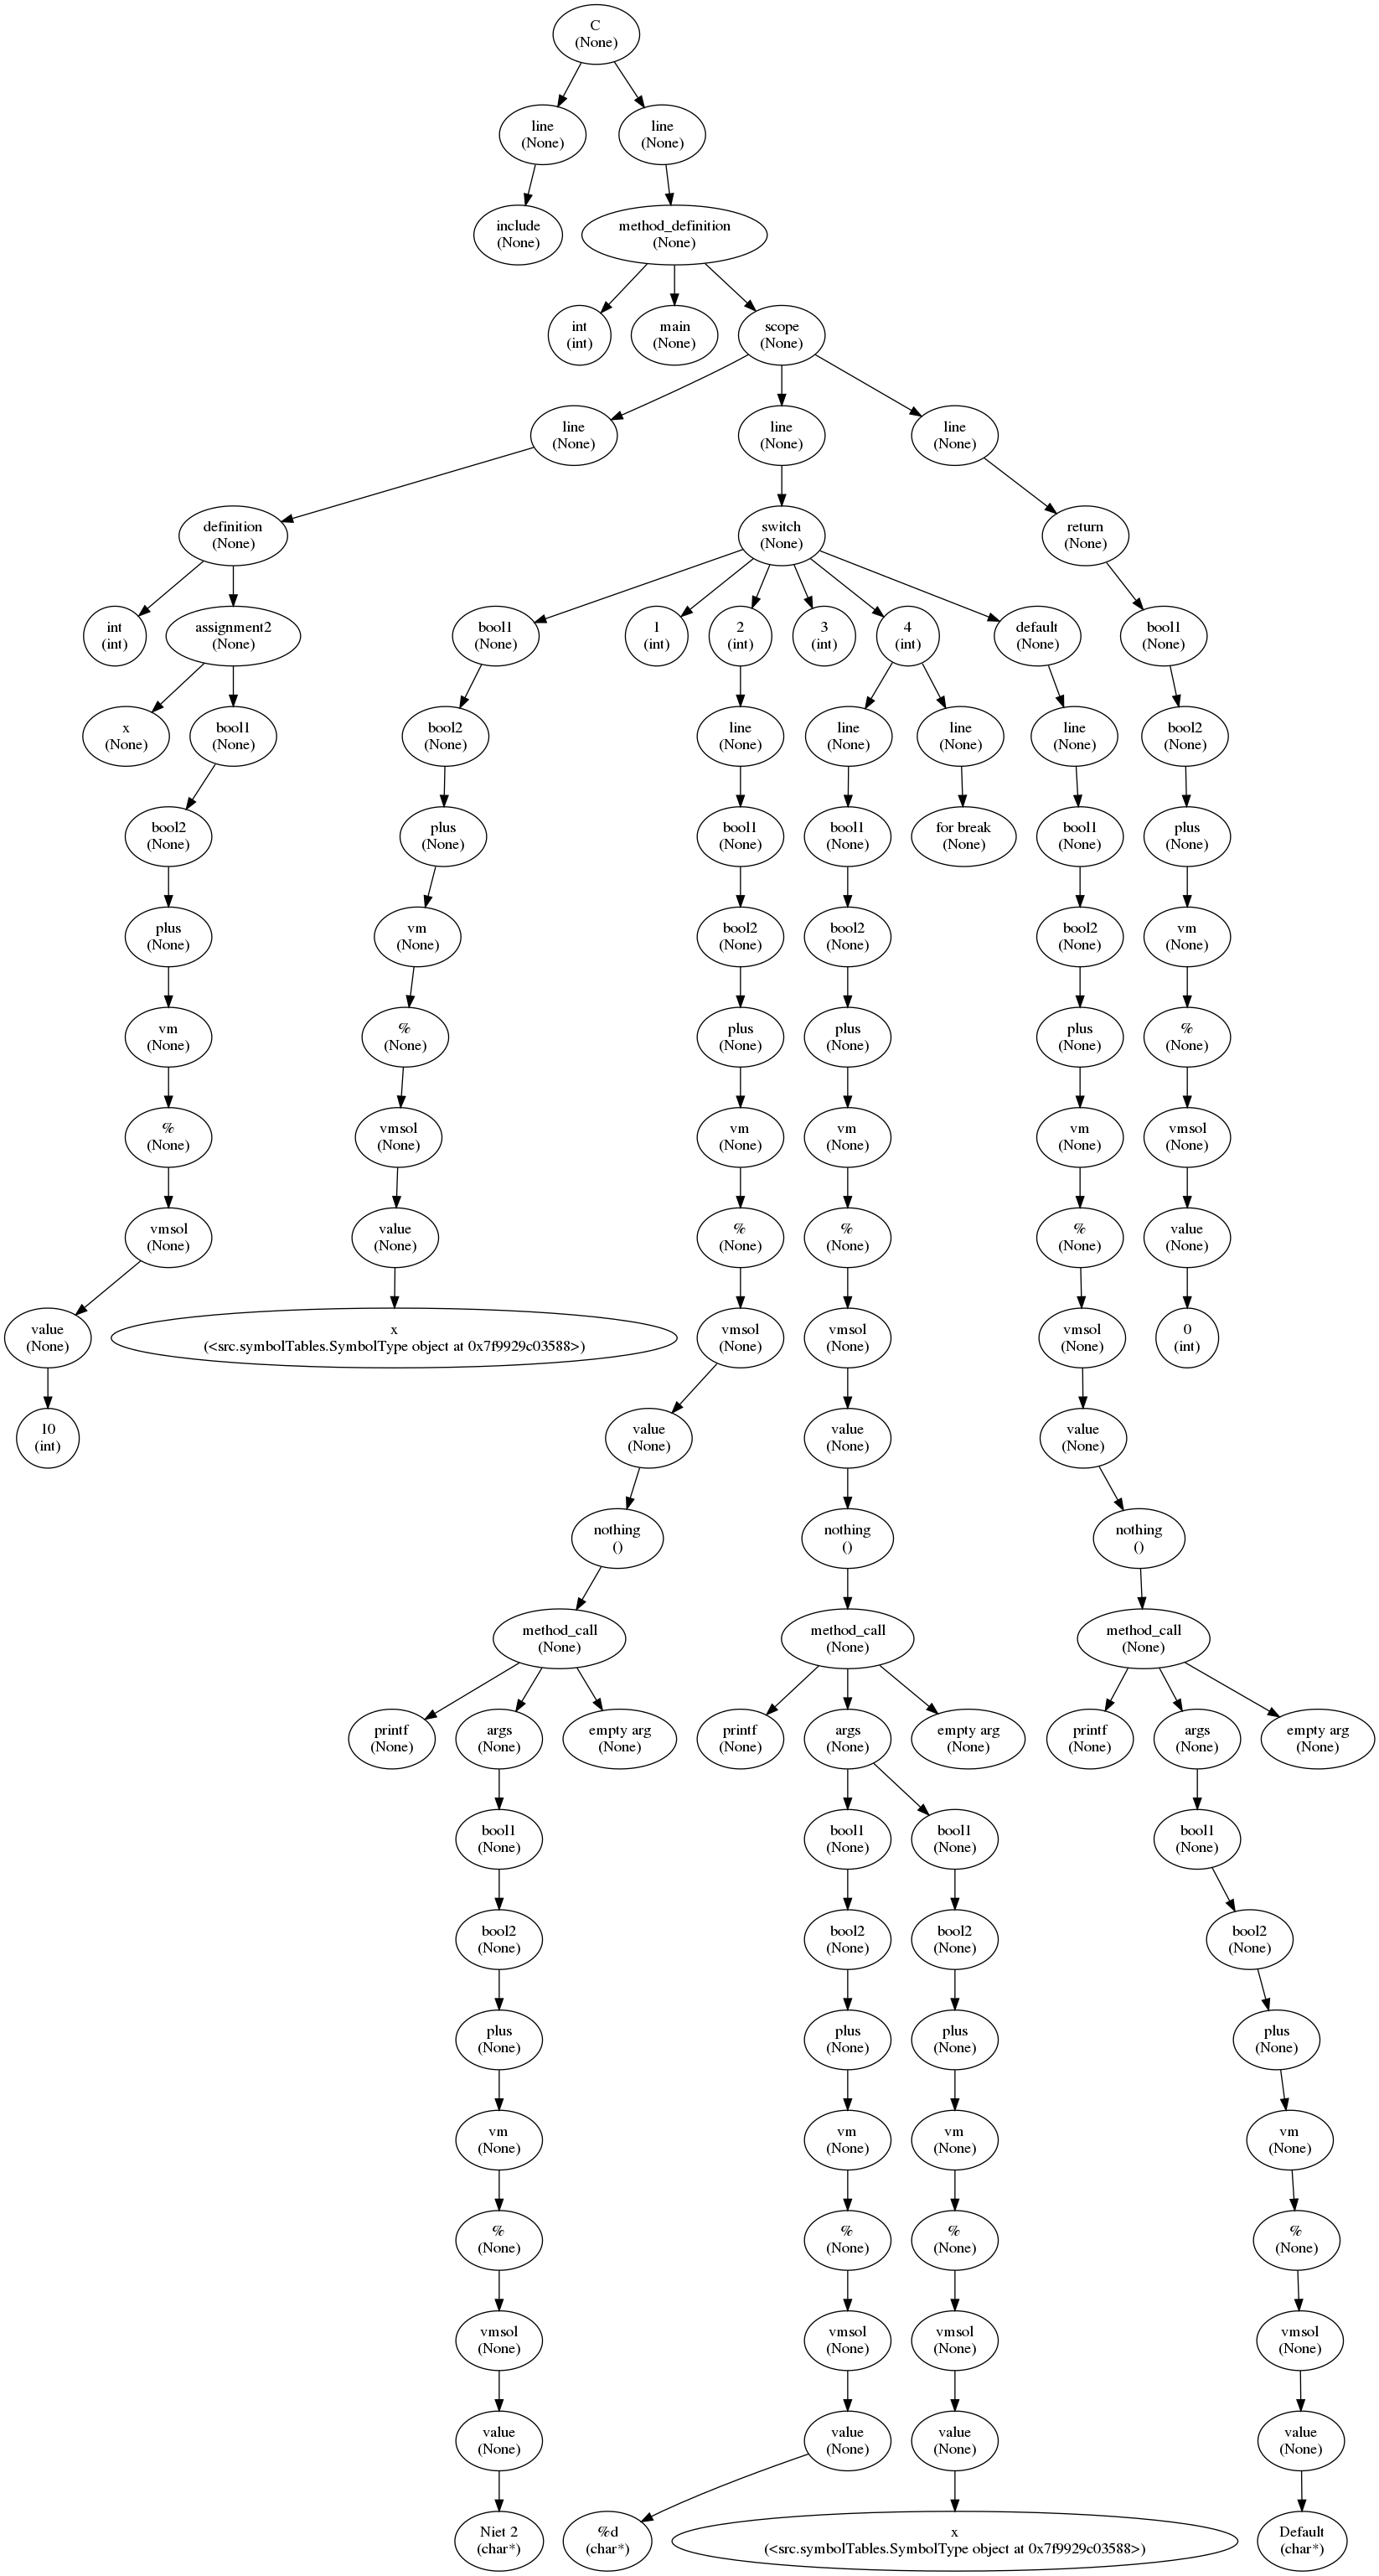 C
(None)
line
(None)
line
(None)
include
(None)
method_definition
(None)
int
(int)
main
(None)
scope
(None)
line
(None)
line
(None)
line
(None)
definition
(None)
switch
(None)
return
(None)
int
(int)
assignment2
(None)
bool1
(None)
1
(int)
2
(int)
3
(int)
4
(int)
default
(None)
bool1
(None)
x
(None)
bool1
(None)
bool2
(None)
line
(None)
line
(None)
line
(None)
line
(None)
bool2
(None)
bool2
(None)
plus
(None)
bool1
(None)
bool1
(None)
for break
(None)
bool1
(None)
plus
(None)
plus
(None)
vm
(None)
bool2
(None)
bool2
(None)
bool2
(None)
vm
(None)
vm
(None)
%
(None)
plus
(None)
plus
(None)
plus
(None)
%
(None)
%
(None)
vmsol
(None)
vm
(None)
vm
(None)
vm
(None)
vmsol
(None)
vmsol
(None)
value
(None)
%
(None)
%
(None)
%
(None)
value
(None)
value
(None)
x
(<src.symbolTables.SymbolType object at 0x7f9929c03588>)
vmsol
(None)
vmsol
(None)
vmsol
(None)
0
(int)
10
(int)
value
(None)
value
(None)
value
(None)
nothing
()
nothing
()
nothing
()
method_call
(None)
method_call
(None)
method_call
(None)
printf
(None)
args
(None)
empty arg
(None)
printf
(None)
args
(None)
empty arg
(None)
printf
(None)
args
(None)
empty arg
(None)
bool1
(None)
bool1
(None)
bool1
(None)
bool1
(None)
bool2
(None)
bool2
(None)
bool2
(None)
bool2
(None)
plus
(None)
plus
(None)
plus
(None)
plus
(None)
vm
(None)
vm
(None)
vm
(None)
vm
(None)
%
(None)
%
(None)
%
(None)
%
(None)
vmsol
(None)
vmsol
(None)
vmsol
(None)
vmsol
(None)
value
(None)
value
(None)
value
(None)
value
(None)
Niet 2
(char*)
%d
(char*)
x
(<src.symbolTables.SymbolType object at 0x7f9929c03588>)
Default
(char*)